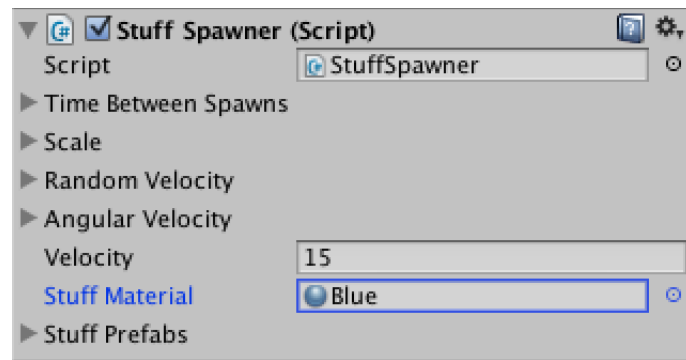 Stuff Spawner (Script)
Script StuffSpawner
Time Between Spawns
Scale
Random Velocity
Angular Velocity
Velocity 15
Stuff Material Blue
Stuff Prefabs